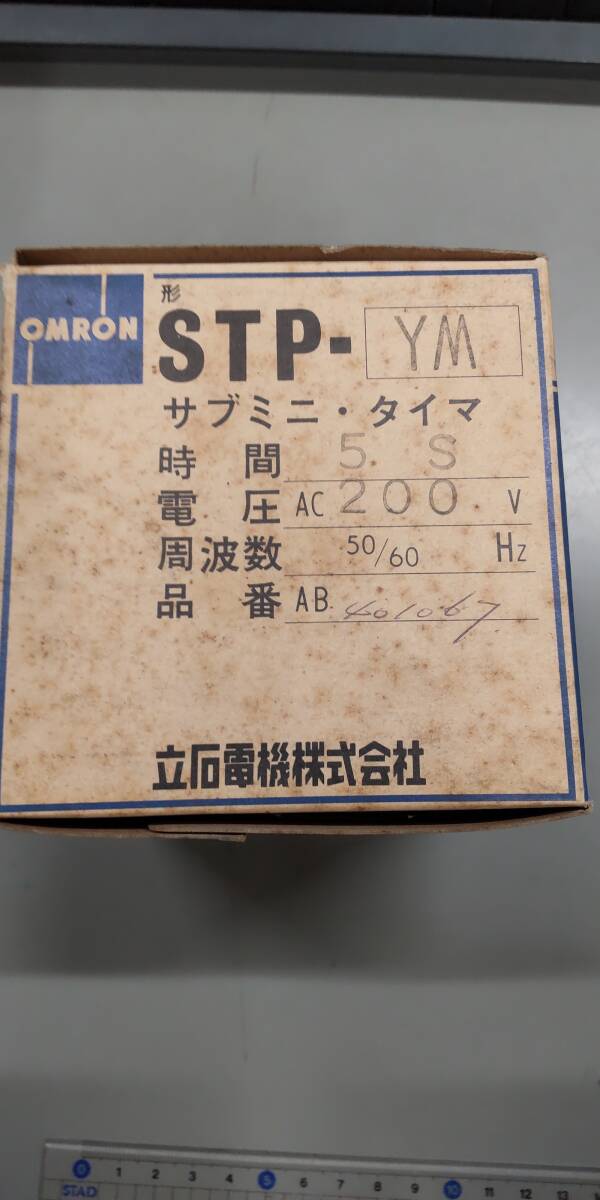 OMRON
形
STP-YM
サブミニ・タイマ
時間 5 S
電圧 AC 200 V
周波数 50/60 Hz
品番 AB 401067
立石電機株式会社
0 1 2 3 4 5 6 7 8 9 10 11 12 13
STAD